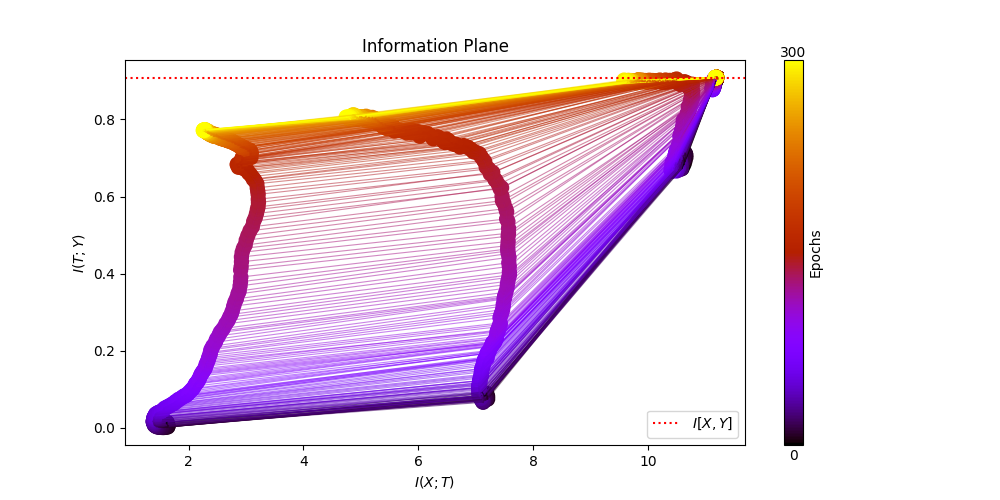 Information Plane
300
0.8
0.6
0.4
0.2
0.0
I(T; Y)
2
4
6
8
10
I(X; T)
I[X, Y]
Epochs
0